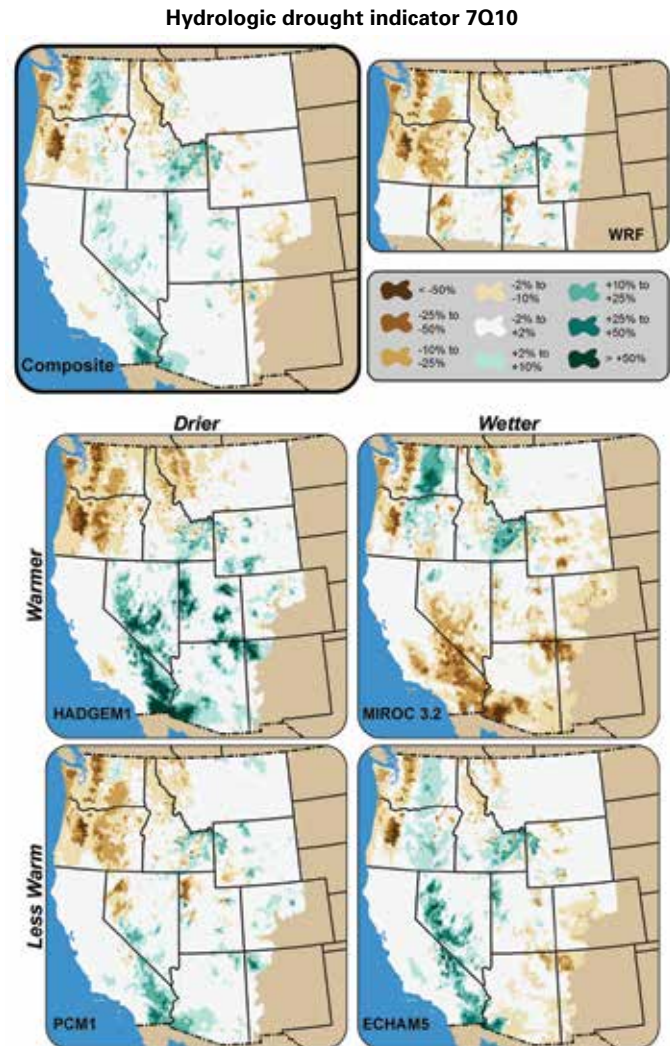 Hydrologic drought indicator 7Q10
Composite
WRF
< -50%
-2% to
-10%
+10% to
+25%
-25% to
-50%
-2% to
+2%
+25% to
+50%
-10% to
-25%
+2% to
+10%
> +50%
Drier
Wetter
Warmer
HADGEM1
MIROC 3.2
Less Warm
PCM1
ECHAM5